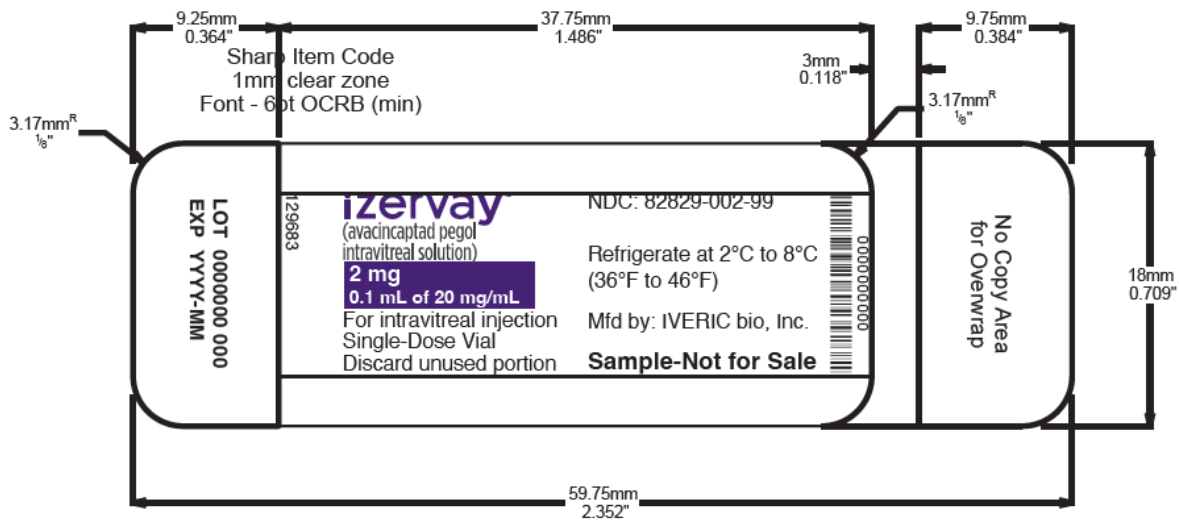 9.25mm
0.364"
37.75mm
1.486"
9.75mm
0.384"
Sharp Item Code
1mm clear zone
Font - 6pt OCRB (min)
3mm
0.118"
3.17mmR
1/8"
3.17mmR
1/8"
LOT 0000000 000
EXP YYYY-MM
129683
izervay
(avacincaptad pegol
intravitreal solution)
2 mg
0.1 mL of 20 mg/mL
For intravitreal injection
Single-Dose Vial
Discard unused portion
NDC: 82829-002-99
Refrigerate at 2°C to 8°C
(36°F to 46°F)
Mfd by: IVERIC bio, Inc.
Sample-Not for Sale
No Copy Area
for Overwrap
18mm
0.709"
59.75mm
2.352"